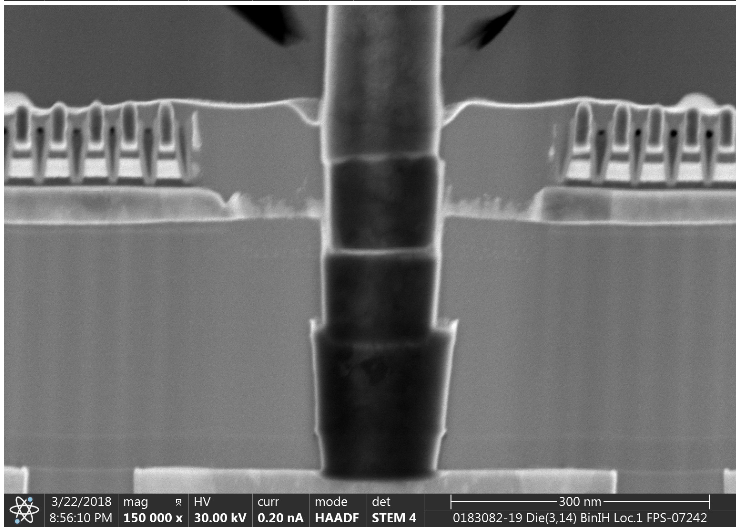 3/22/2018 mag HV curr mode det 300 nm
8:56:10 PM 150 000 x 30.00 kV 0.20 nA HAADF STEM 4 0183082-19 Die(3,14) BinIH Loc.1 FPS-07242